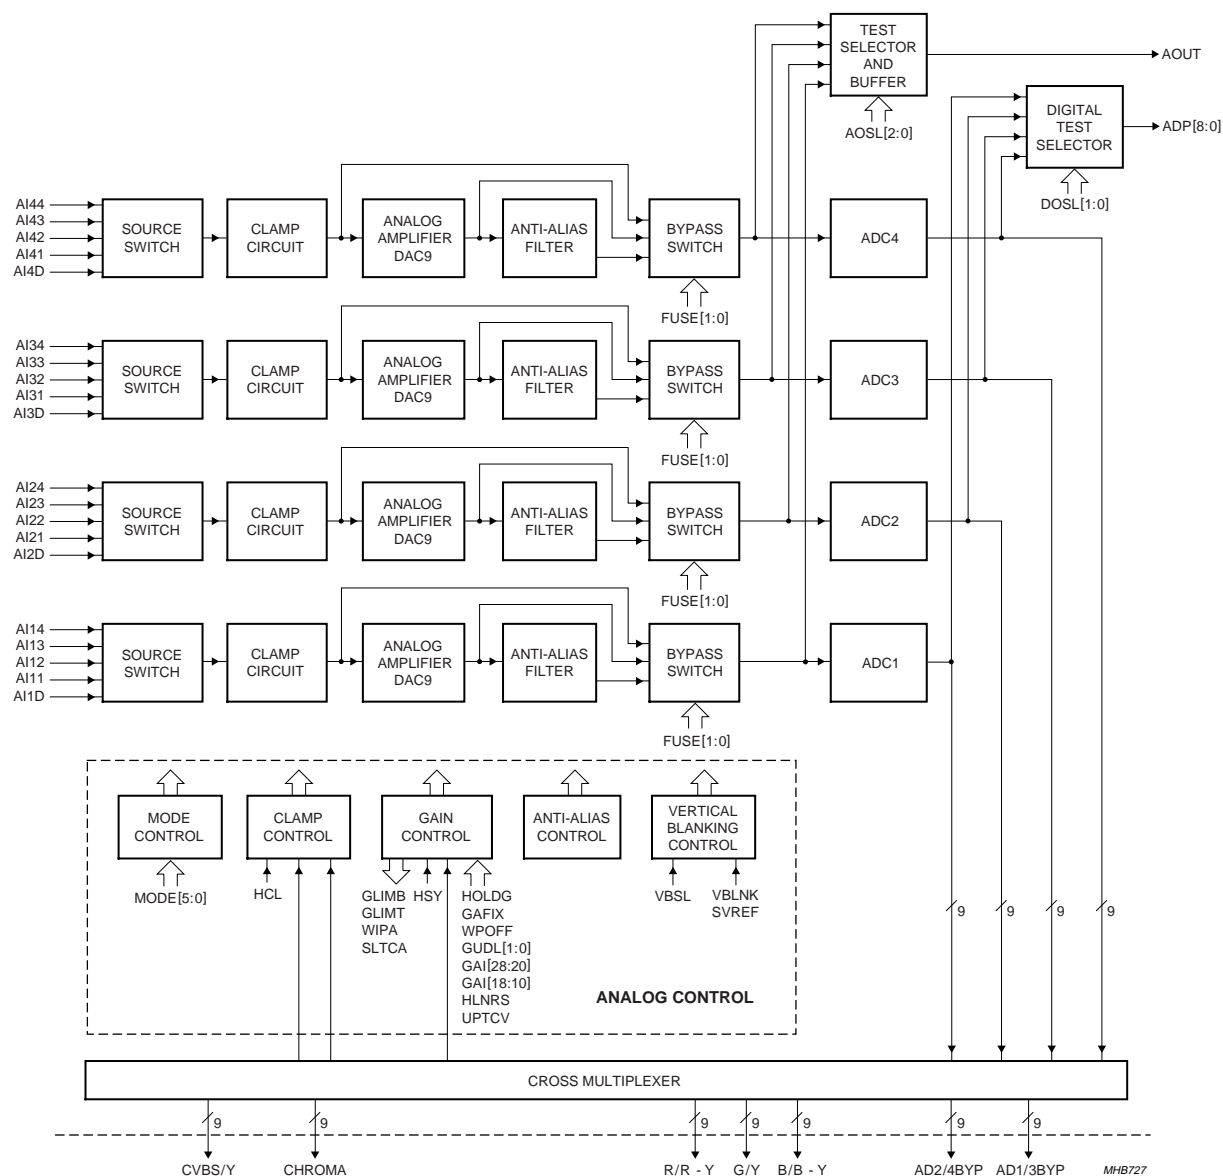 TEST
SELECTOR
AND
BUFFER
AOUT
AOSL[2:0]
DIGITAL
TEST
SELECTOR
ADP[8:0]
DOSL[1:0]
AI44
AI43
AI42
AI41
AI4D
SOURCE
SWITCH
CLAMP
CIRCUIT
ANALOG
AMPLIFIER
DAC9
ANTI-ALIAS
FILTER
BYPASS
SWITCH
ADC4
FUSE[1:0]
AI34
AI33
AI32
AI31
AI3D
SOURCE
SWITCH
CLAMP
CIRCUIT
ANALOG
AMPLIFIER
DAC9
ANTI-ALIAS
FILTER
BYPASS
SWITCH
ADC3
FUSE[1:0]
AI24
AI23
AI22
AI21
AI2D
SOURCE
SWITCH
CLAMP
CIRCUIT
ANALOG
AMPLIFIER
DAC9
ANTI-ALIAS
FILTER
BYPASS
SWITCH
ADC2
FUSE[1:0]
AI14
AI13
AI12
AI11
AI1D
SOURCE
SWITCH
CLAMP
CIRCUIT
ANALOG
AMPLIFIER
DAC9
ANTI-ALIAS
FILTER
BYPASS
SWITCH
ADC1
FUSE[1:0]
MODE
CONTROL
CLAMP
CONTROL
GAIN
CONTROL
ANTI-ALIAS
CONTROL
VERTICAL
BLANKING
CONTROL
MODE[5:0]
HCL
GLIMB
GLIMT
WIPA
SLTCA
HSY
HOLDG
GAFIX
WPOFF
GUDL[1:0]
GAI[28:20]
GAI[18:10]
HLNRS
UPTCV
VBSL
VBLNK
SVREF
9
9
9
9
ANALOG CONTROL
CROSS MULTIPLEXER
9
9
9
9
9
9
9
CVBS/Y
CHROMA
R/R - Y
G/Y
B/B - Y
AD2/4BYP
AD1/3BYP
MHB727